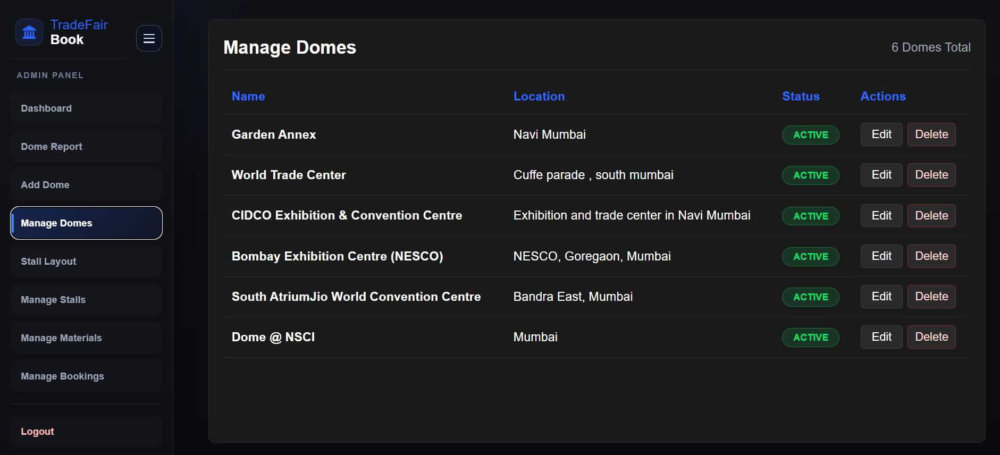 TradeFair
Book
ADMIN PANEL
Dashboard
Dome Report
Add Dome
Manage Domes
Stall Layout
Manage Stalls
Manage Materials
Manage Bookings
Logout
Manage Domes
6 Domes Total
Name Location Status Actions
Garden Annex Navi Mumbai ACTIVE Edit Delete
World Trade Center Cuffe parade , south mumbai ACTIVE Edit Delete
CIDCO Exhibition & Convention Centre Exhibition and trade center in Navi Mumbai ACTIVE Edit Delete
Bombay Exhibition Centre (NESCO) NESCO, Goregaon, Mumbai ACTIVE Edit Delete
South AtriumJio World Convention Centre Bandra East, Mumbai ACTIVE Edit Delete
Dome @ NSCI Mumbai ACTIVE Edit Delete